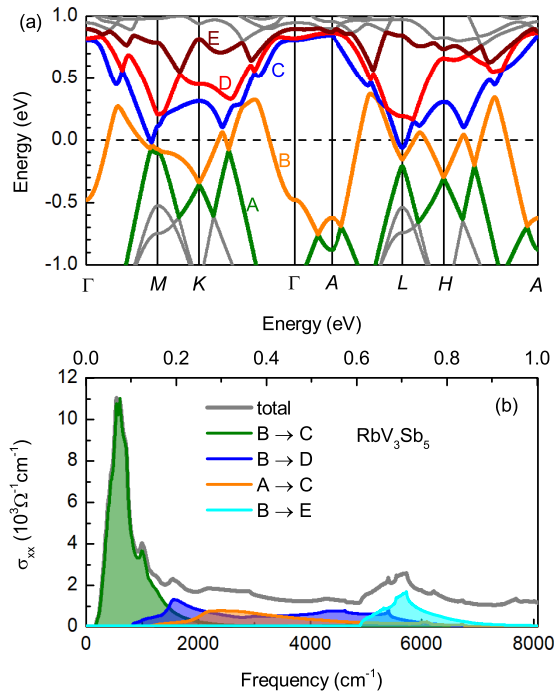 (a)
1.0
0.5
0.0
-0.5
-1.0
Energy (eV)
E
D
C
B
A
Γ M K Γ A L H A
Energy (eV)
0.0 0.2 0.4 0.6 0.8 1.0
(b)
12
10
8
6
4
2
0
σxx (10³Ω⁻¹cm⁻¹)
total
B → C
B → D
A → C
B → E
RbV₃Sb₅
0 2000 4000 6000 8000
Frequency (cm⁻¹)